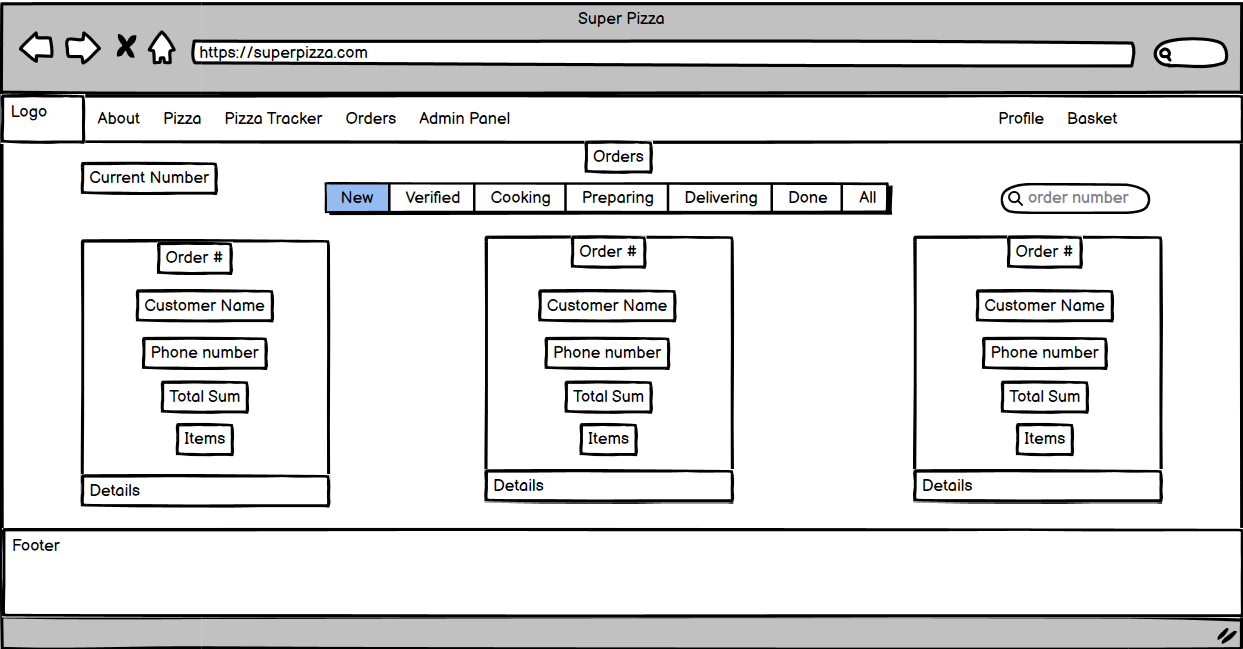 Super Pizza
https://superpizza.com
Logo
About Pizza Pizza Tracker Orders Admin Panel Profile Basket
Orders
Current Number
New Verified Cooking Preparing Delivering Done All
order number
Order # Order # Order #
Customer Name Customer Name Customer Name
Phone number Phone number Phone number
Total Sum Total Sum Total Sum
Items Items Items
Details Details Details
Footer